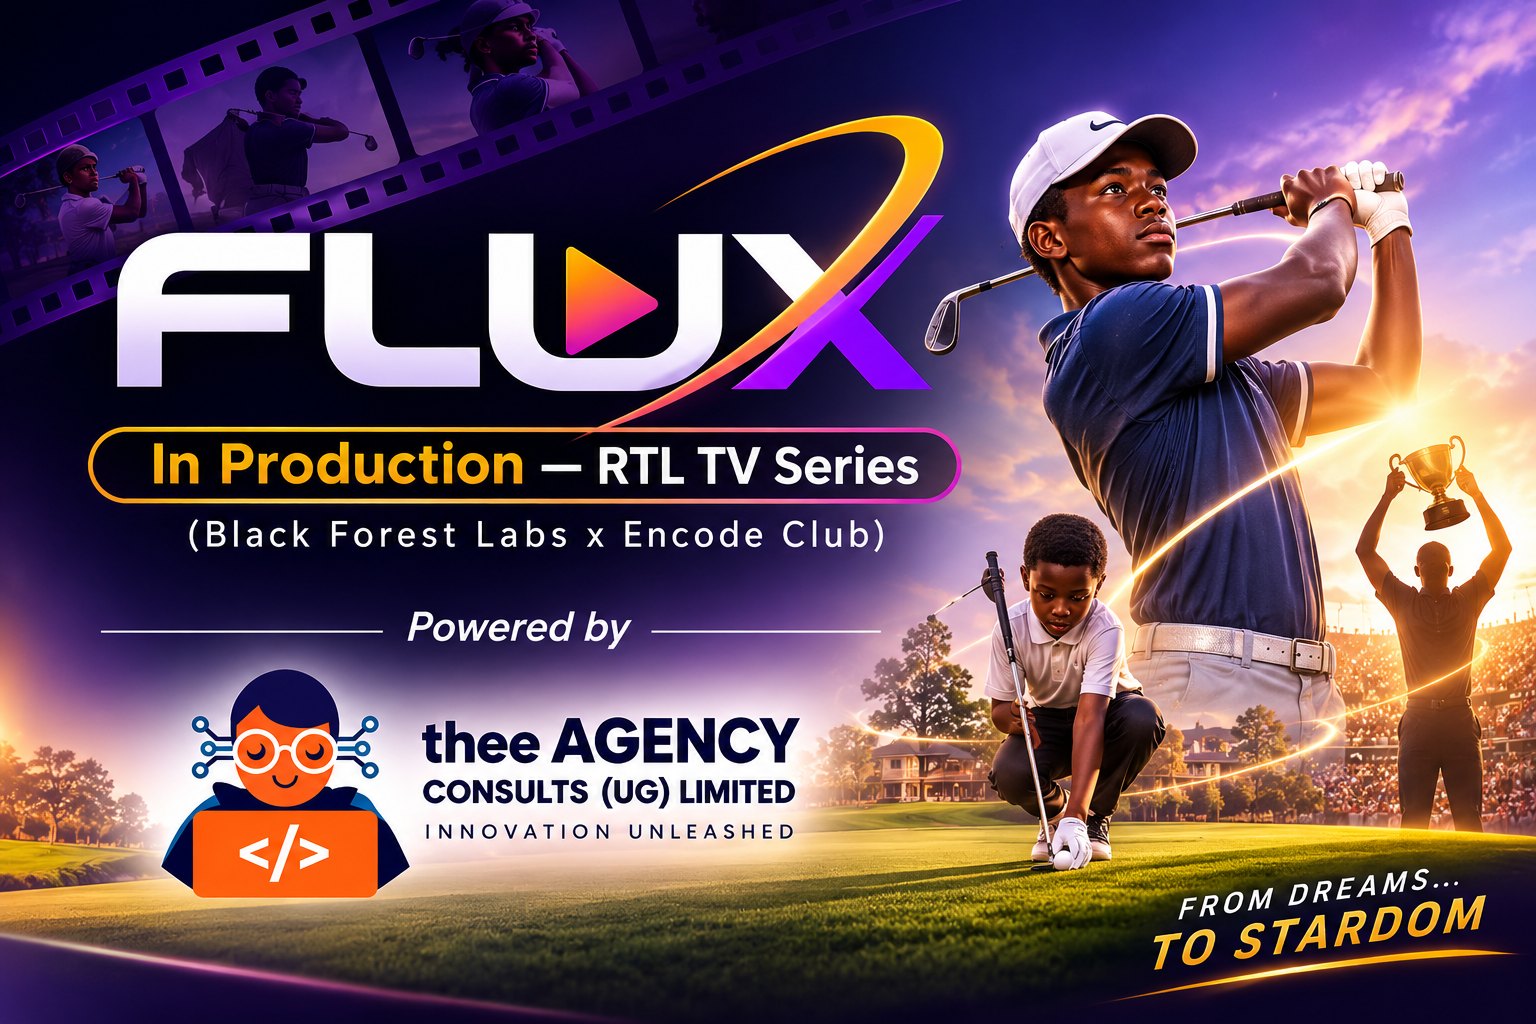 FLUX
In Production — RTL TV Series
(Black Forest Labs x Encode Club)
Powered by
thee AGENCY
CONSULTS (UG) LIMITED
INNOVATION UNLEASHED
</>
FROM DREAMS...
TO STARDOM